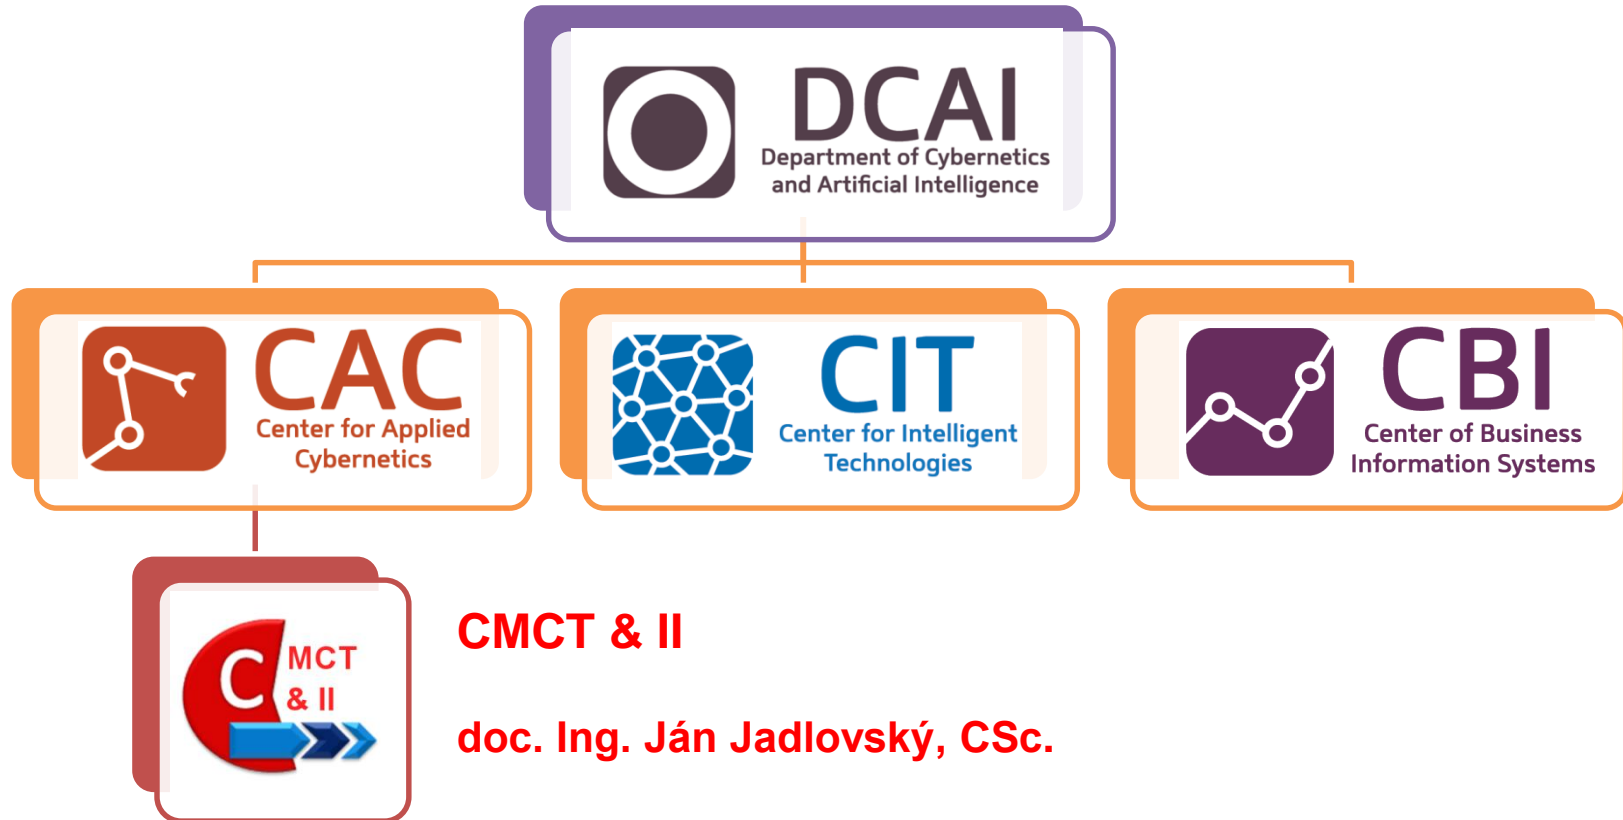 DCAI
Department of Cybernetics
and Artificial Intelligence
CAC
Center for Applied
Cybernetics
CIT
Center for Intelligent
Technologies
CBI
Center of Business
Information Systems
C MCT
& II
CMCT & II
doc. Ing. Ján Jadlovský, CSc.